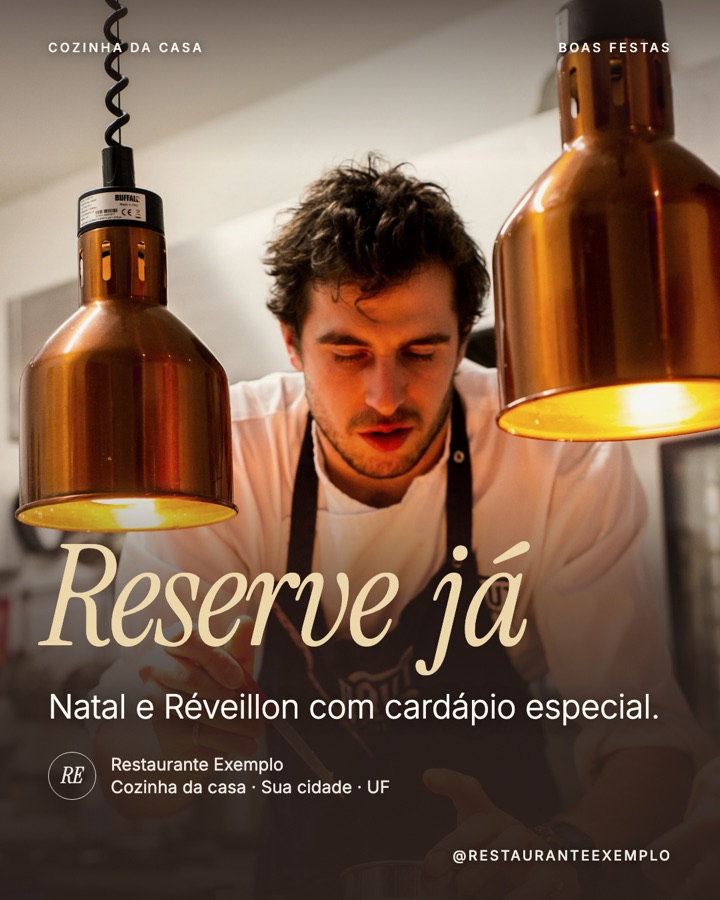 COZINHA DA CASA
BOAS FESTAS
BUFFALO
Reserve já
Natal e Réveillon com cardápio especial.
RE
Restaurante Exemplo
Cozinha da casa · Sua cidade · UF
@RESTAURANTEEXEMPLO